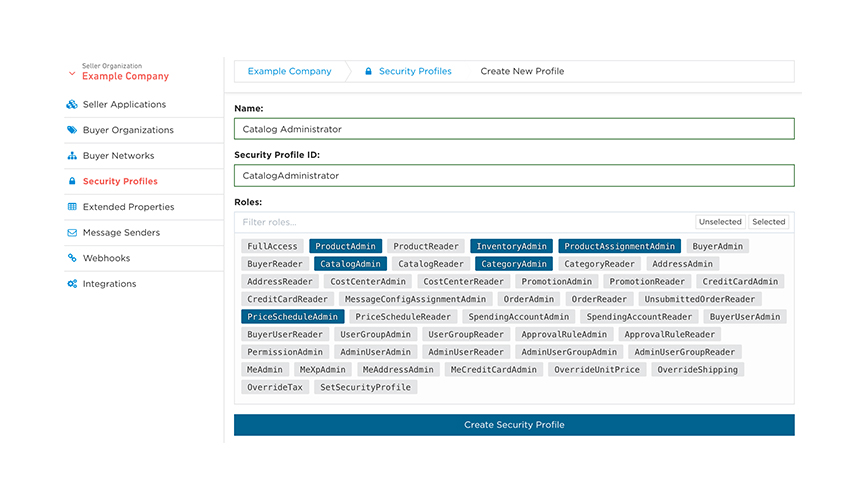 Seller Organization
Example Company
Seller Applications
Buyer Organizations
Buyer Networks
Security Profiles
Extended Properties
Message Senders
Webhooks
Integrations
Example Company Security Profiles Create New Profile
Name:
Catalog Administrator
Security Profile ID:
CatalogAdministrator
Roles:
Filter roles... Unselected Selected
FullAccess ProductAdmin ProductReader InventoryAdmin ProductAssignmentAdmin BuyerAdmin
BuyerReader CatalogAdmin CatalogReader CategoryAdmin CategoryReader AddressAdmin
AddressReader CostCenterAdmin CostCenterReader PromotionAdmin PromotionReader CreditCardAdmin
CreditCardReader MessageConfigAssignmentAdmin OrderAdmin OrderReader UnsubmittedOrderReader
PriceScheduleAdmin PriceScheduleReader SpendingAccountAdmin SpendingAccountReader BuyerUserAdmin
BuyerUserReader UserGroupAdmin UserGroupReader ApprovalRuleAdmin ApprovalRuleReader
PermissionAdmin AdminUserAdmin AdminUserReader AdminUserGroupAdmin AdminUserGroupReader
MeAdmin MeXpAdmin MeAddressAdmin MeCreditCardAdmin OverrideUnitPrice OverrideShipping
OverrideTax SetSecurityProfile
Create Security Profile